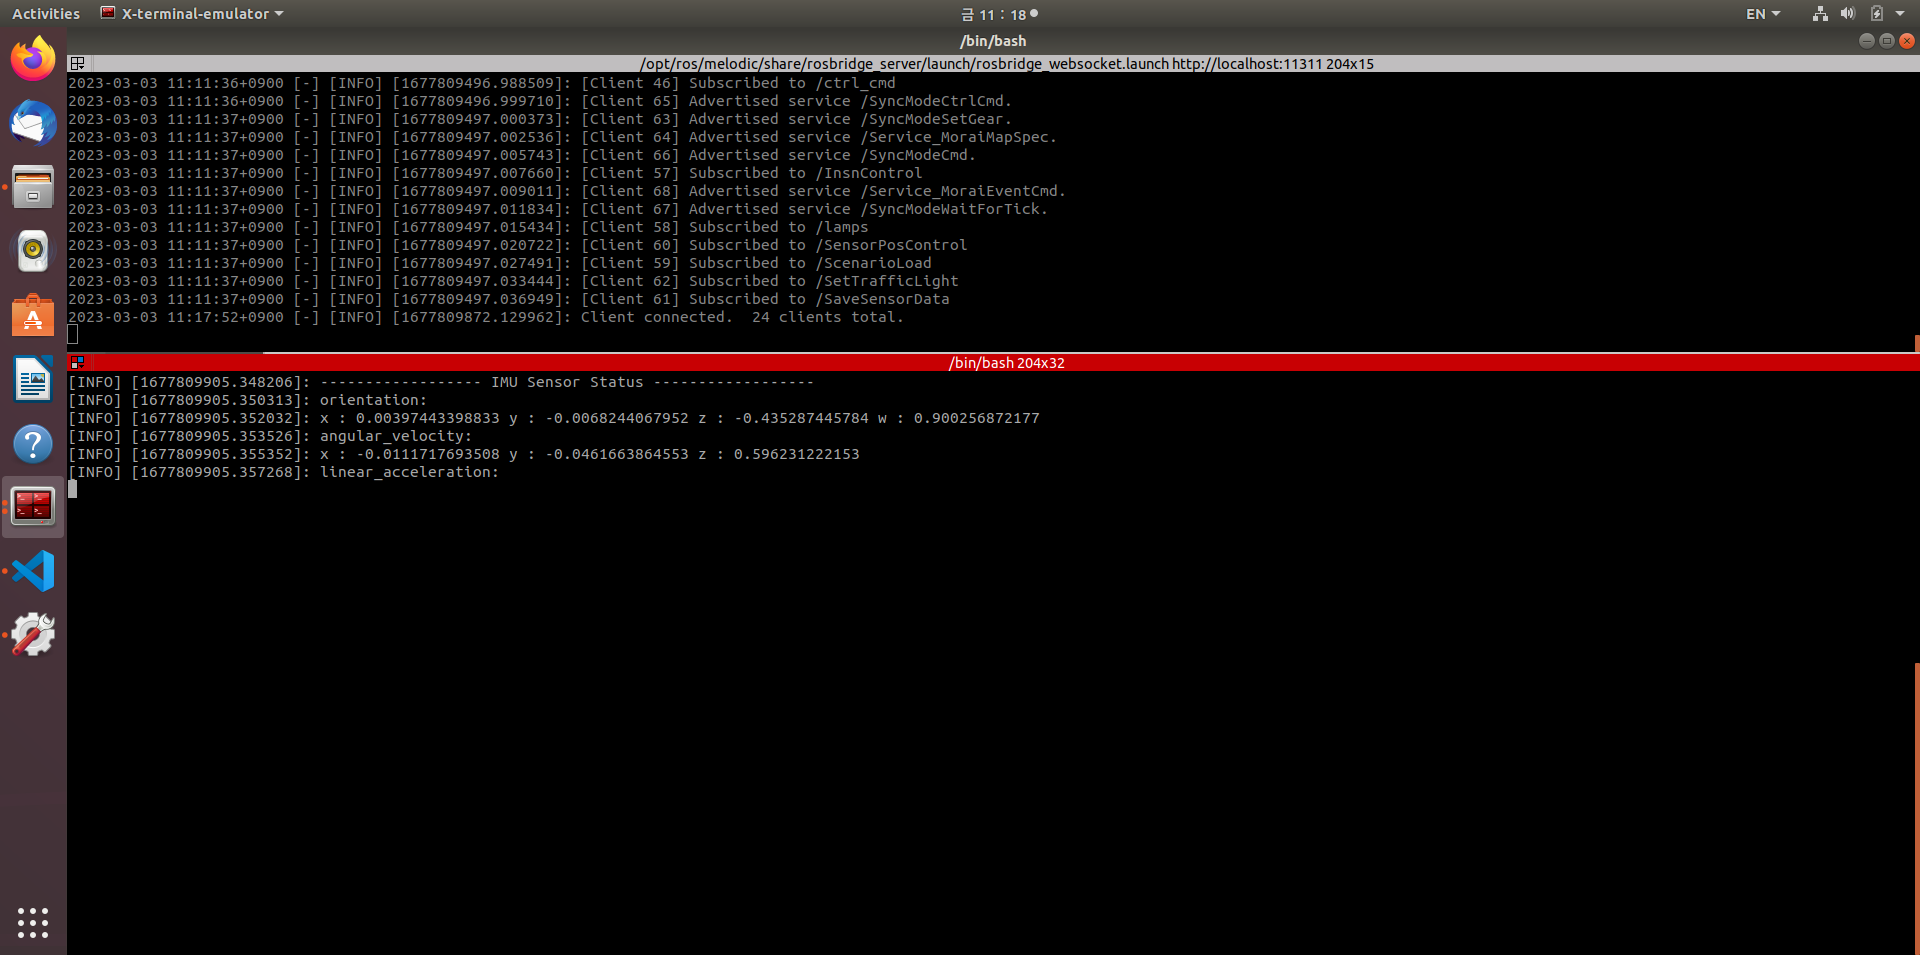 Activities X-terminal-emulator 금 11 : 18 EN
/bin/bash
/opt/ros/melodic/share/rosbridge_server/launch/rosbridge_websocket.launch http://localhost:11311 204x15
2023-03-03 11:11:36+0900 [-] [INFO] [1677809496.988509]: [Client 46] Subscribed to /ctrl_cmd
2023-03-03 11:11:36+0900 [-] [INFO] [1677809496.999710]: [Client 65] Advertised service /SyncModeCtrlCmd.
2023-03-03 11:11:37+0900 [-] [INFO] [1677809497.000373]: [Client 63] Advertised service /SyncModeSetGear.
2023-03-03 11:11:37+0900 [-] [INFO] [1677809497.002536]: [Client 64] Advertised service /Service_MoraiMapSpec.
2023-03-03 11:11:37+0900 [-] [INFO] [1677809497.005743]: [Client 66] Advertised service /SyncModeCmd.
2023-03-03 11:11:37+0900 [-] [INFO] [1677809497.007660]: [Client 57] Subscribed to /InsnControl
2023-03-03 11:11:37+0900 [-] [INFO] [1677809497.009011]: [Client 68] Advertised service /Service_MoraiEventCmd.
2023-03-03 11:11:37+0900 [-] [INFO] [1677809497.011834]: [Client 67] Advertised service /SyncModeWaitForTick.
2023-03-03 11:11:37+0900 [-] [INFO] [1677809497.015434]: [Client 58] Subscribed to /lamps
2023-03-03 11:11:37+0900 [-] [INFO] [1677809497.020722]: [Client 60] Subscribed to /SensorPosControl
2023-03-03 11:11:37+0900 [-] [INFO] [1677809497.027491]: [Client 59] Subscribed to /ScenarioLoad
2023-03-03 11:11:37+0900 [-] [INFO] [1677809497.033444]: [Client 62] Subscribed to /SetTrafficLight
2023-03-03 11:11:37+0900 [-] [INFO] [1677809497.036949]: [Client 61] Subscribed to /SaveSensorData
2023-03-03 11:17:52+0900 [-] [INFO] [1677809872.129962]: Client connected.  24 clients total.
/bin/bash 204x32
[INFO] [1677809905.348206]: ------------------ IMU Sensor Status ------------------
[INFO] [1677809905.350313]: orientation:
[INFO] [1677809905.352032]: x : 0.00397443398833 y : -0.0068244067952 z : -0.435287445784 w : 0.900256872177
[INFO] [1677809905.353526]: angular_velocity:
[INFO] [1677809905.355352]: x : -0.0111717693508 y : -0.0461663864553 z : 0.596231222153
[INFO] [1677809905.357268]: linear_acceleration: